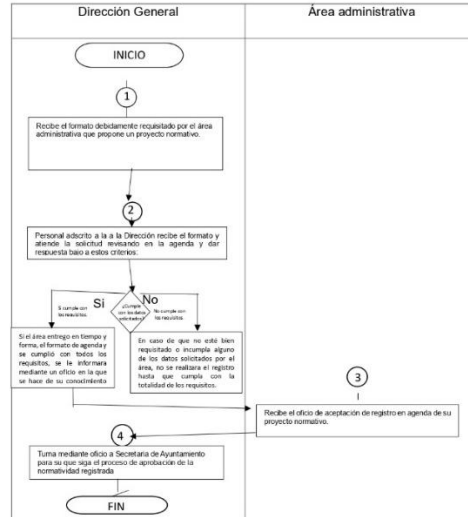 Dirección General
Área administrativa
INICIO
1
Recibe el formato debidamente requisitado por el área
administrativa que propone un proyecto normativo.
2
Personal adscrito a la a la Dirección recibe el formato y
atiende la solicitud revisando en la agenda y dar
respuesta bajo a estos criterios:
Si cumple con
los requisitos.
Si
¿Cumple
con los datos
solicitados?
No
No cumple con
los requisitos.
Si el área entrego en tiempo y
forma, el formato de agenda y
se cumplió con todos los
requisitos, se le informara
mediante un oficio en la que
se hace de su conocimiento
En caso de que no esté bien
requisitado o incumpla alguno
de los datos solicitados por el
área, no se realizara el registro
hasta que cumpla con la
totalidad de los requisitos.
3
Recibe el oficio de aceptación de registro en agenda de su
proyecto normativo.
4
Turna mediante oficio a Secretaria de Ayuntamiento
para su que siga el proceso de aprobación de la
normatividad registrada
FIN